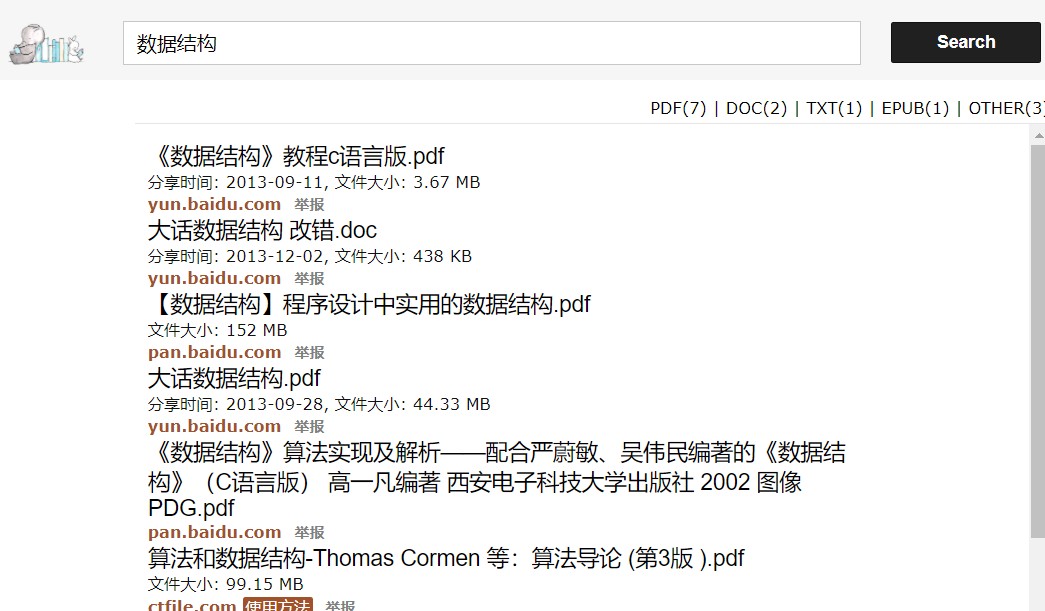 数据结构
Search
PDF(7) | DOC(2) | TXT(1) | EPUB(1) | OTHER(3)
《数据结构》教程c语言版.pdf
分享时间: 2013-09-11, 文件大小: 3.67 MB
yun.baidu.com 举报
大话数据结构 改错.doc
分享时间: 2013-12-02, 文件大小: 438 KB
yun.baidu.com 举报
【数据结构】程序设计中实用的数据结构.pdf
文件大小: 152 MB
pan.baidu.com 举报
大话数据结构.pdf
分享时间: 2013-09-28, 文件大小: 44.33 MB
yun.baidu.com 举报
《数据结构》算法实现及解析——配合严蔚敏、吴伟民编著的《数据结
构》（C语言版） 高一凡编著 西安电子科技大学出版社 2002 图像
PDG.pdf
pan.baidu.com 举报
算法和数据结构-Thomas Cormen 等：算法导论 (第3版 ).pdf
文件大小: 99.15 MB
ctfile.com 使用方法 举报